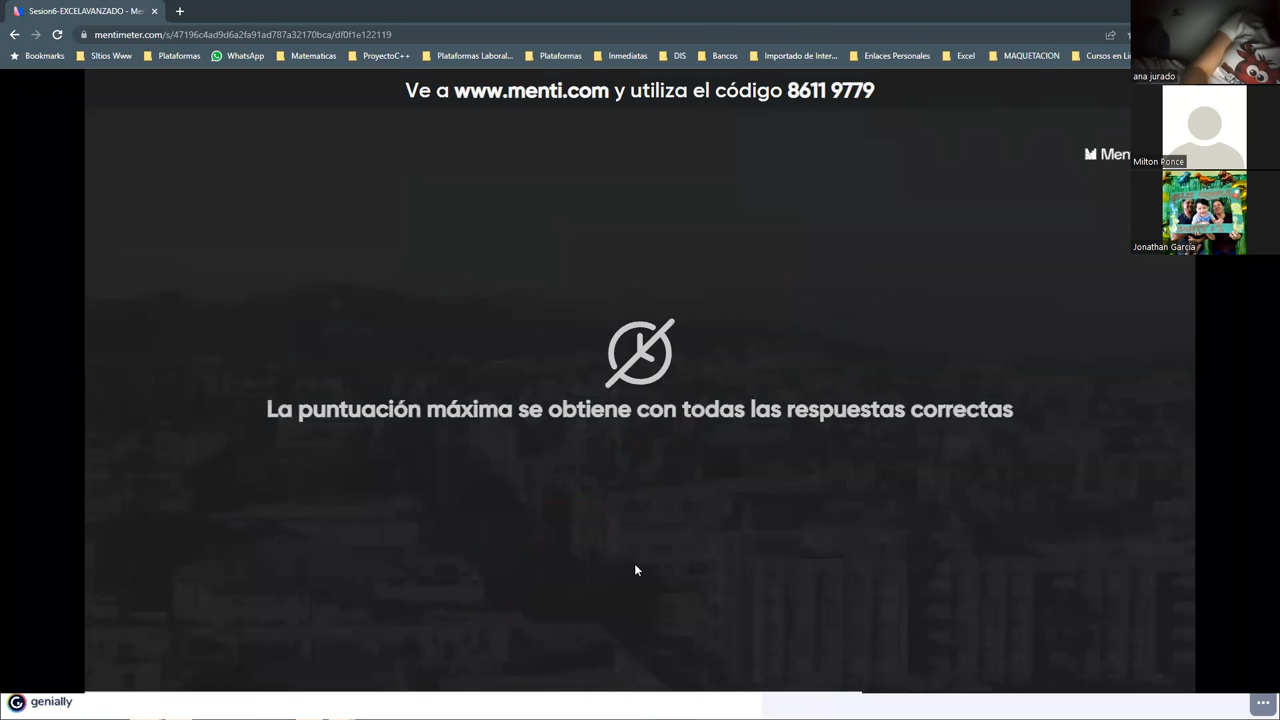 Sesion6-EXCELAVANZADO - Me
mentimeter.com/s/47196c4ad9d6a2fa91ad787a32170bca/df0f1e122119
Bookmarks Sitios Www Plataformas WhatsApp Matematicas ProyectoC++ Plataformas Laboral... Plataformas Inmediatas DIS Bancos Importado de Inter... Enlaces Personales Excel MAQUETACION Cursos en Li
ana jurado
Ve a www.menti.com y utiliza el código 8611 9779
Men
Milton Ponce
Jonathan García
La puntuación máxima se obtiene con todas las respuestas correctas
genially